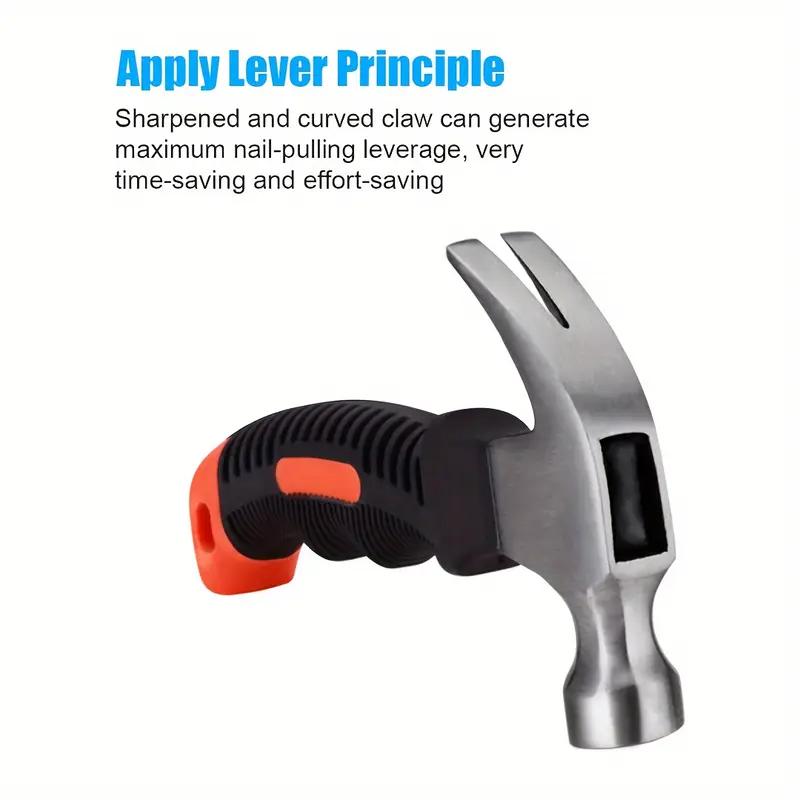 Apply Lever Principle
Sharpened and curved claw can generate
maximum nail-pulling leverage, very
time-saving and effort-saving